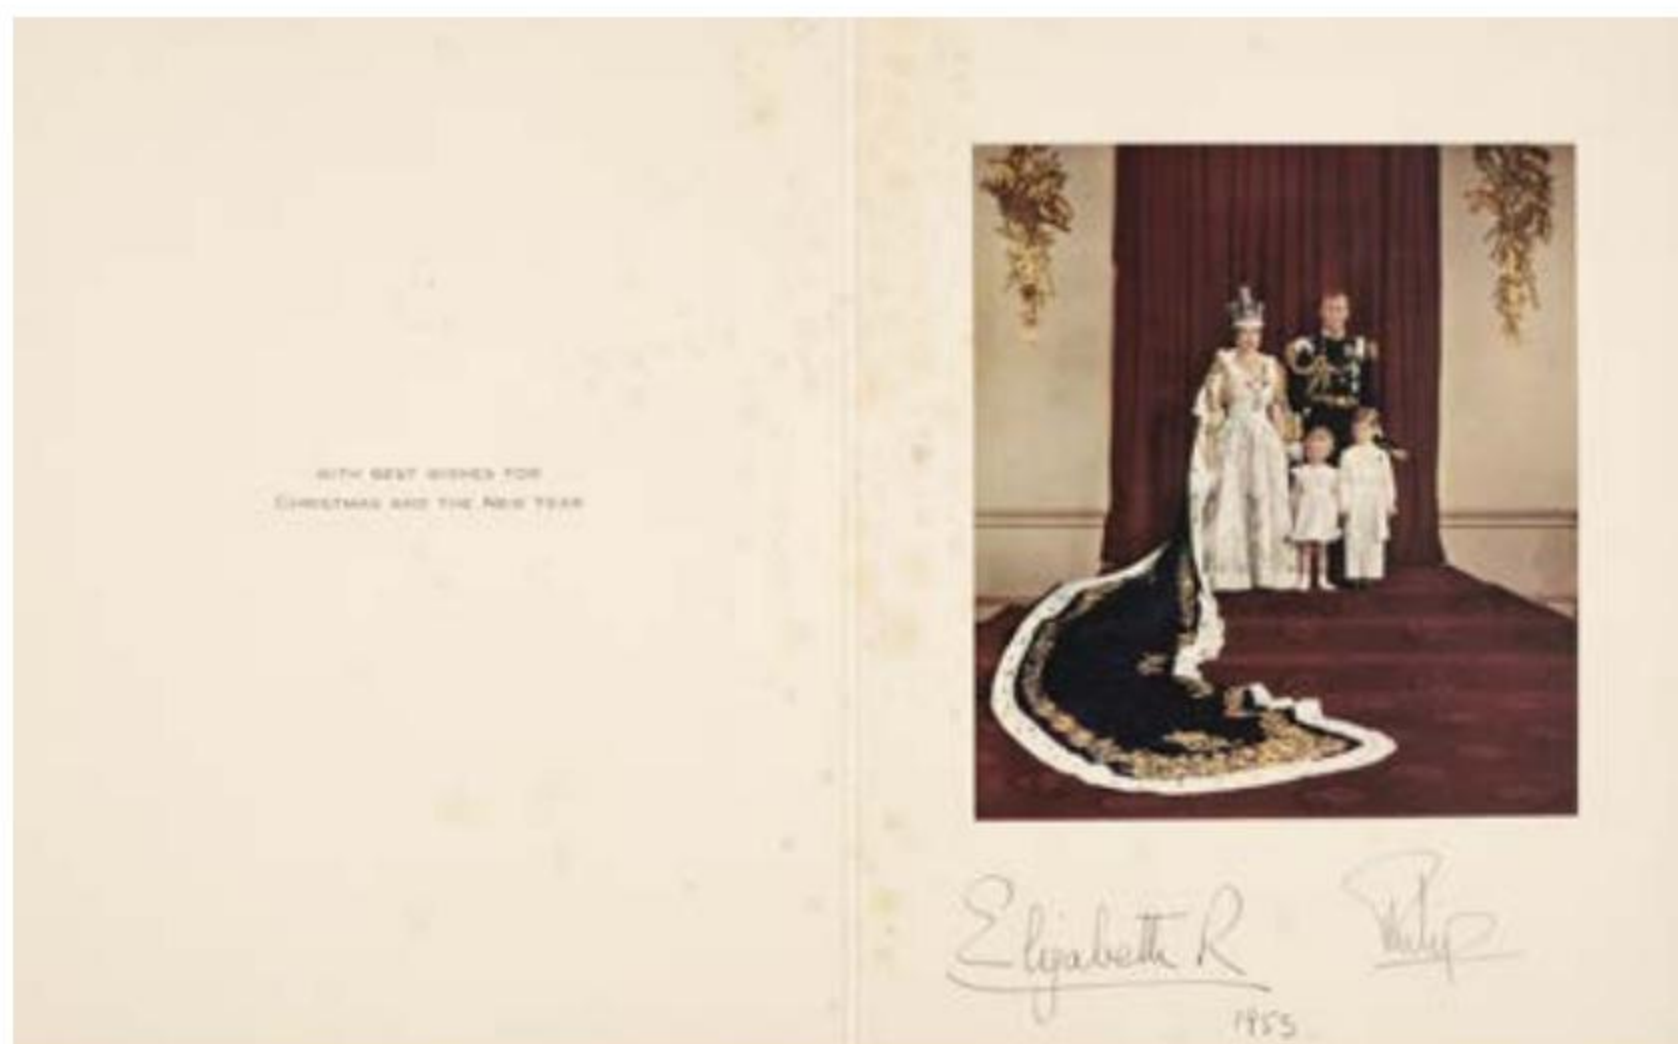 WITH BEST WISHES FOR
CHRISTMAS AND THE NEW YEAR
Elizabeth R
Philip
1953